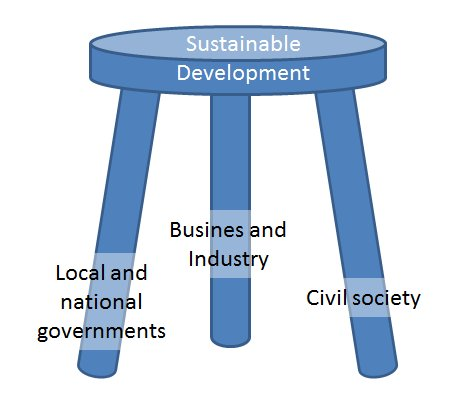 Sustainable
Development
Busines and
Industry
Local and
national
governments
Civil society